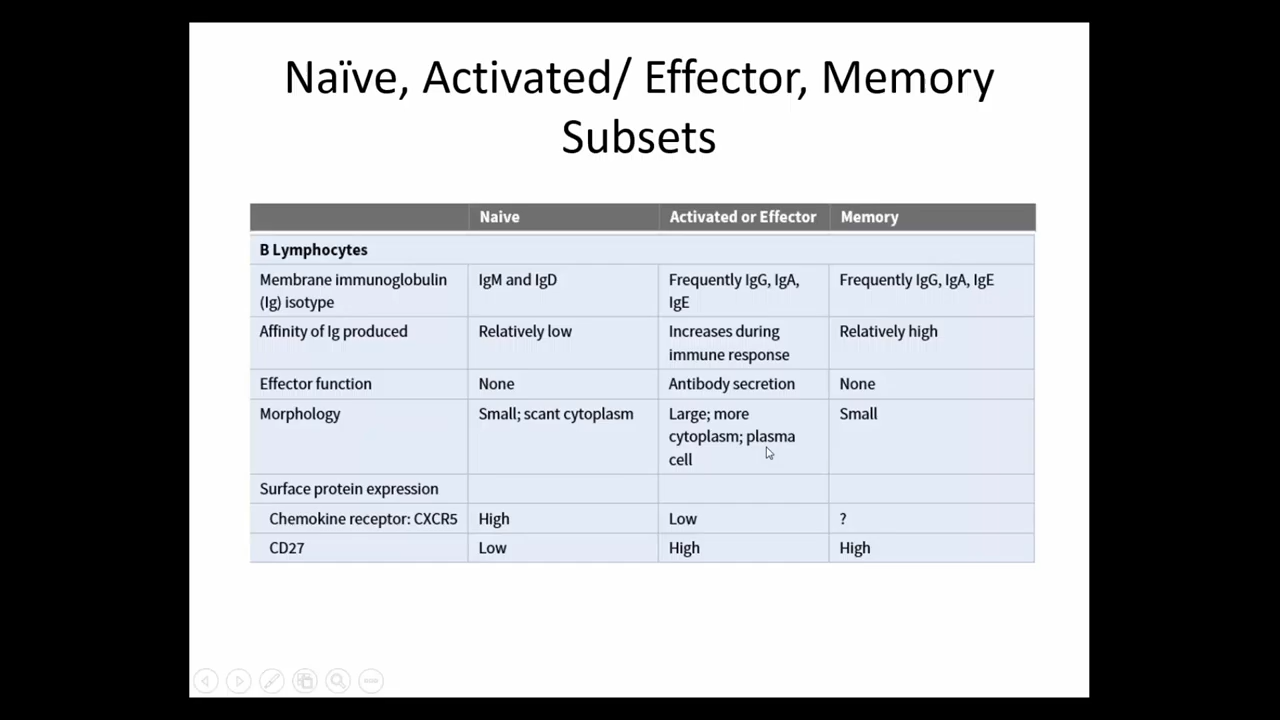 Naïve, Activated/ Effector, Memory
Subsets
Naive Activated or Effector Memory
B Lymphocytes
Membrane immunoglobulin IgM and IgD Frequently IgG, IgA, Frequently IgG, IgA, IgE
(Ig) isotype IgE
Affinity of Ig produced Relatively low Increases during Relatively high
immune response
Effector function None Antibody secretion None
Morphology Small; scant cytoplasm Large; more Small
cytoplasm; plasma
cell
Surface protein expression
Chemokine receptor: CXCR5 High Low ?
CD27 Low High High